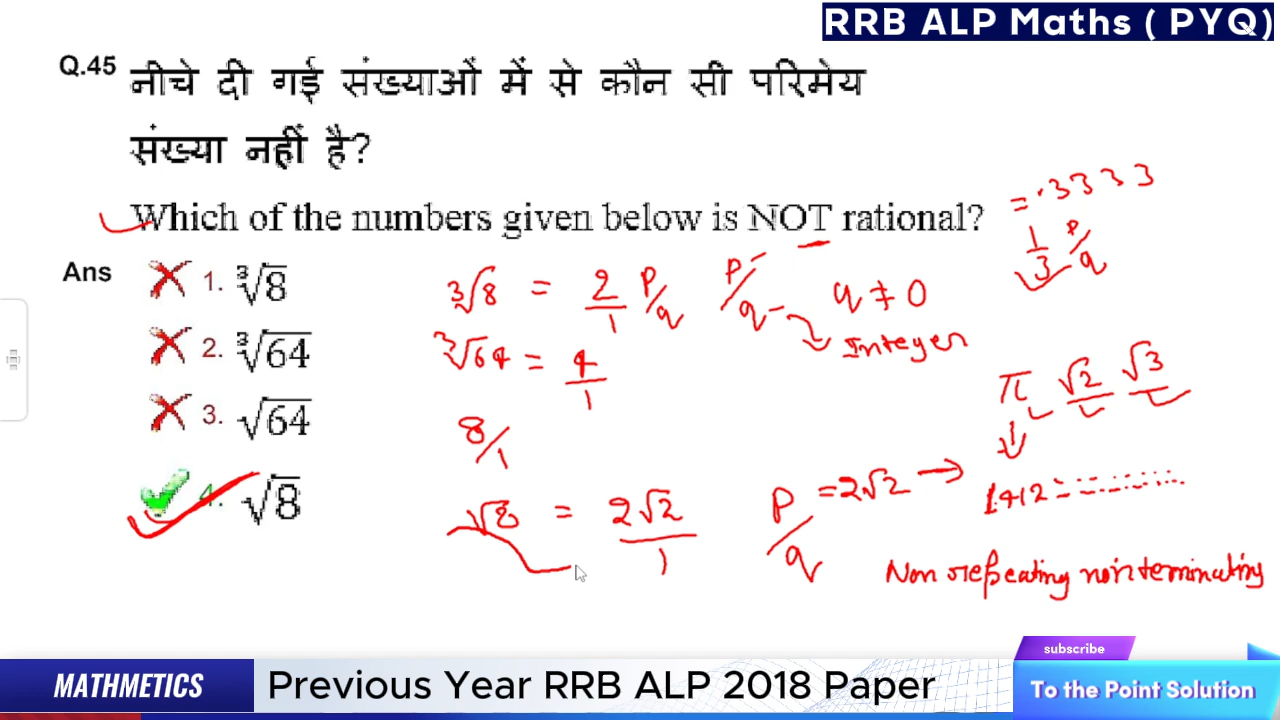 RRB ALP Maths ( PYQ)
Q.45 नीचे दी गई संख्याओं में से कौन सी परिमेय
संख्या नहीं है?
Which of the numbers given below is NOT rational?
= .3333
1/3 p/q
Ans
1. ∛8
2. ∛64
3. √64
4. √8
∛8 = 2/1 p/q p/q q ≠ 0
Integer
∛64 = 4/1
π √2 √3
8/1
√8 = 2√2/1 p/q = 2√2 →
Non repeating non terminating
MATHMETICS
Previous Year RRB ALP 2018 Paper
subscribe
To the Point Solution